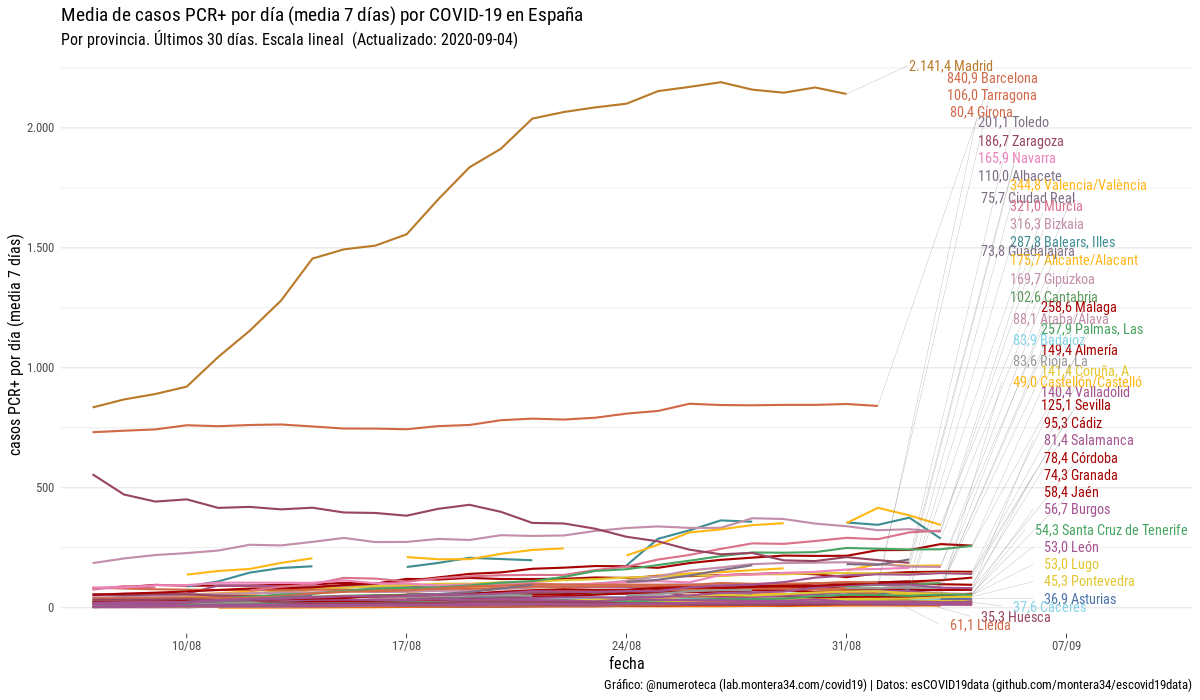 Media de casos PCR+ por día (media 7 días) por COVID-19 en España
Por provincia. Últimos 30 días. Escala lineal  (Actualizado: 2020-09-04)
casos PCR+ por día (media 7 días)
2.000
1.500
1.000
500
0
2.141,4 Madrid
840,9 Barcelona
106,0 Tarragona
80,4 Girona
201,1 Toledo
186,7 Zaragoza
165,9 Navarra
110,0 Albacete
344,8 Valencia/València
75,7 Ciudad Real
321,0 Murcia
316,3 Bizkaia
287,8 Balears, Illes
73,8 Guadalajara
175,7 Alicante/Alacant
169,7 Gipuzkoa
102,6 Cantabria
258,6 Málaga
88,1 Araba/Álava
257,9 Palmas, Las
83,9 Badajoz
149,4 Almería
83,6 Rioja, La
141,4 Coruña, A
49,0 Castellón/Castelló
140,4 Valladolid
125,1 Sevilla
95,3 Cádiz
81,4 Salamanca
78,4 Córdoba
74,3 Granada
58,4 Jaén
56,7 Burgos
54,3 Santa Cruz de Tenerife
53,0 León
53,0 Lugo
45,3 Pontevedra
36,9 Asturias
37,6 Cáceres
35,3 Huesca
61,1 Lleida
10/08
17/08
24/08
31/08
07/09
fecha
Gráfico: @numeroteca (lab.montera34.com/covid19) | Datos: esCOVID19data (github.com/montera34/escovid19data)